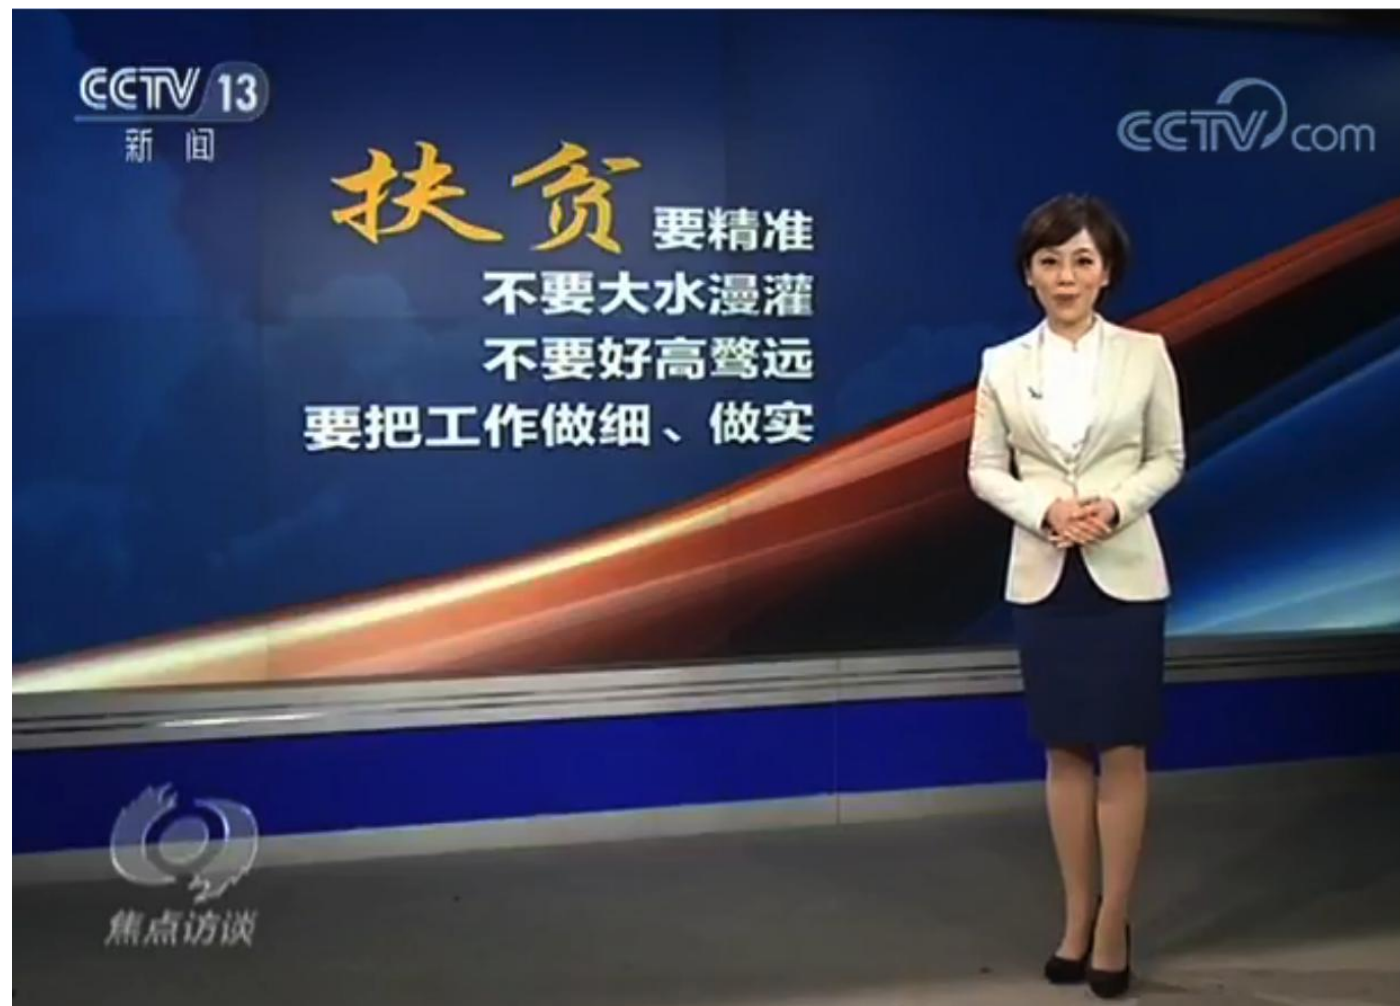 CCTV 13
新闻
CCTV.com
扶贫要精准
不要大水漫灌
不要好高骛远
要把工作做细、做实
焦点访谈